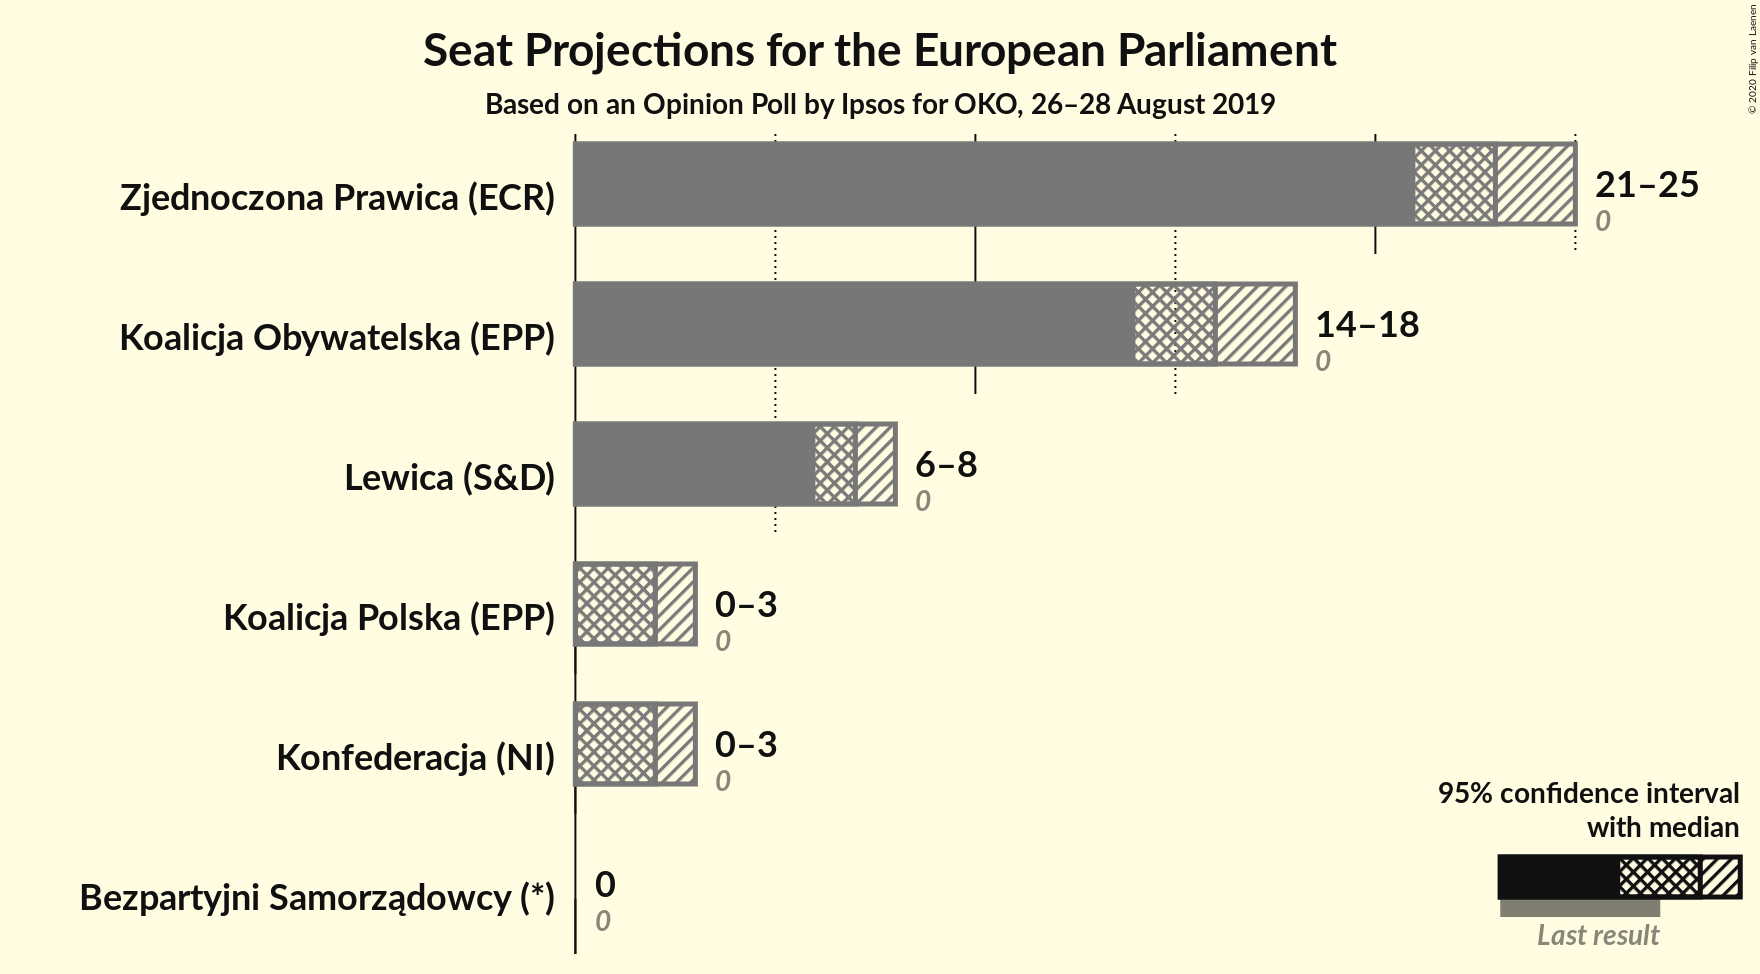 Seat Projections for the European Parliament
Based on an Opinion Poll by Ipsos for OKO, 26–28 August 2019
© 2020 Filip van Laenen
Zjednoczona Prawica (ECR)
21–25
0
Koalicja Obywatelska (EPP)
14–18
0
Lewica (S&D)
6–8
0
Koalicja Polska (EPP)
0–3
0
Konfederacja (NI)
0–3
0
Bezpartyjni Samorządowcy (*)
0
0
95% confidence interval
with median
Last result